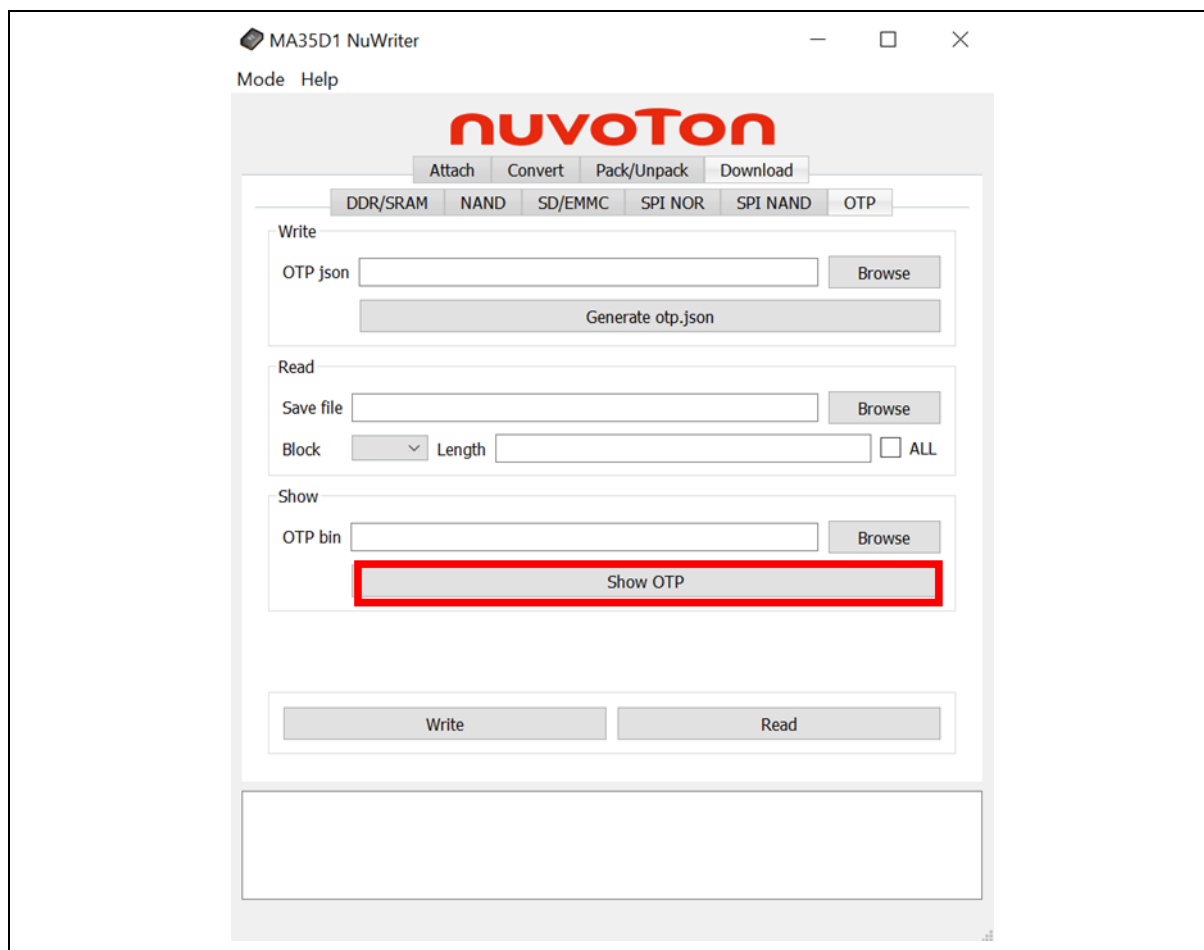 MA35D1 NuWriter
Mode Help
nuvoTon
Attach Convert Pack/Unpack Download
DDR/SRAM NAND SD/EMMC SPI NOR SPI NAND OTP
Write
OTP json Browse
Generate otp.json
Read
Save file Browse
Block Length ALL
Show
OTP bin Browse
Show OTP
Write Read